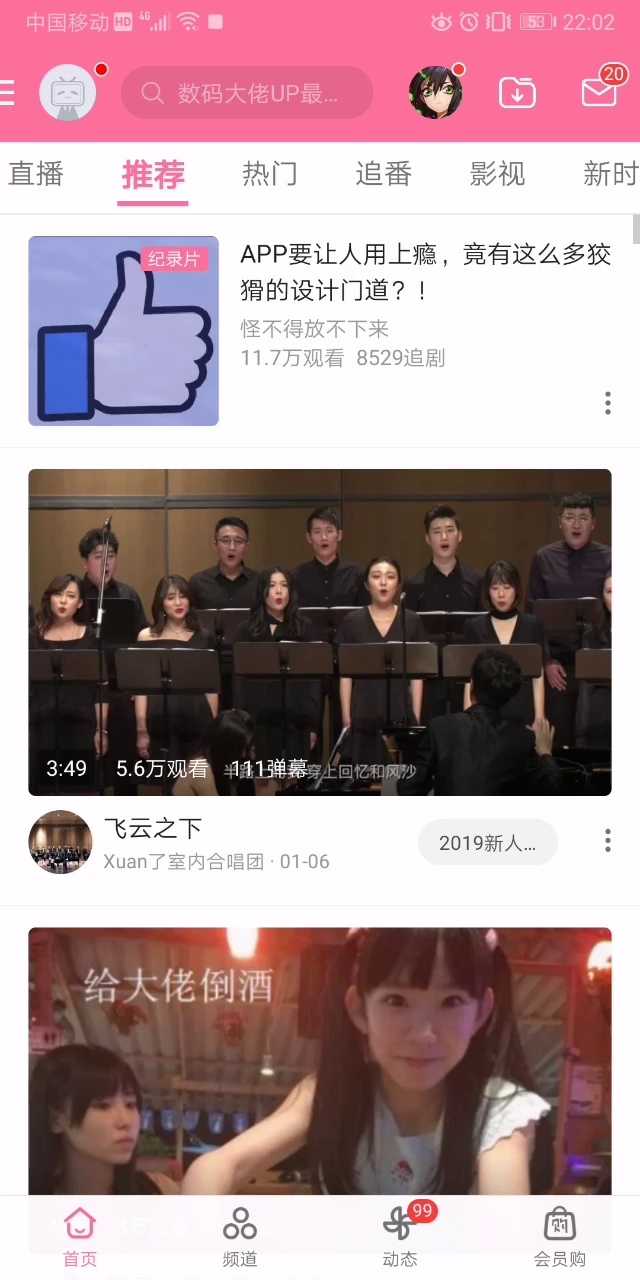 中国移动 HD 4G 53 22:02
数码大佬UP最...
20
直播 推荐 热门 追番 影视 新时
纪录片
APP要让人用上瘾，竟有这么多狡
猾的设计门道？！
怪不得放不下来
11.7万观看 8529追剧
3:49 5.6万观看 111弹幕
穿上回忆和风沙
飞云之下
Xuan了室内合唱团 · 01-06
2019新人...
给大佬倒酒
99
购
首页 频道 动态 会员购